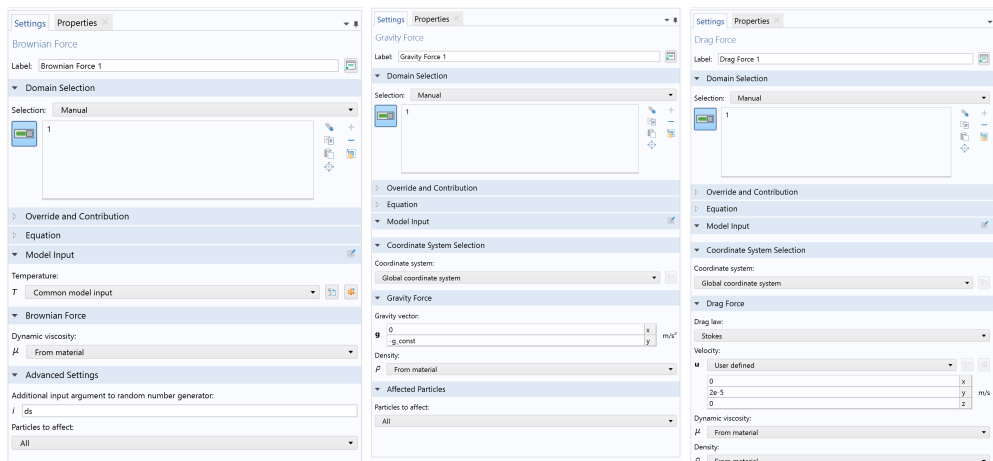 Settings Properties
Brownian Force
Label: Brownian Force 1
Domain Selection
Selection: Manual
1
Override and Contribution
Equation
Model Input
Temperature:
T Common model input
Brownian Force
Dynamic viscosity:
μ From material
Advanced Settings
Additional input argument to random number generator:
i ds
Particles to affect:
All
Settings Properties
Gravity Force
Label: Gravity Force 1
Domain Selection
Selection: Manual
1
Override and Contribution
Equation
Model Input
Coordinate System Selection
Coordinate system:
Global coordinate system
Gravity Force
Gravity vector:
g 0 x
-g_const y m/s²
Density:
ρ From material
Affected Particles
Particles to affect:
All
Settings Properties
Drag Force
Label: Drag Force 1
Domain Selection
Selection: Manual
1
Override and Contribution
Equation
Model Input
Coordinate System Selection
Coordinate system:
Global coordinate system
Drag Force
Drag law:
Stokes
Velocity:
u User defined
0 x
2e-5 y m/s
0 z
Dynamic viscosity:
μ From material
Density:
ρ From material